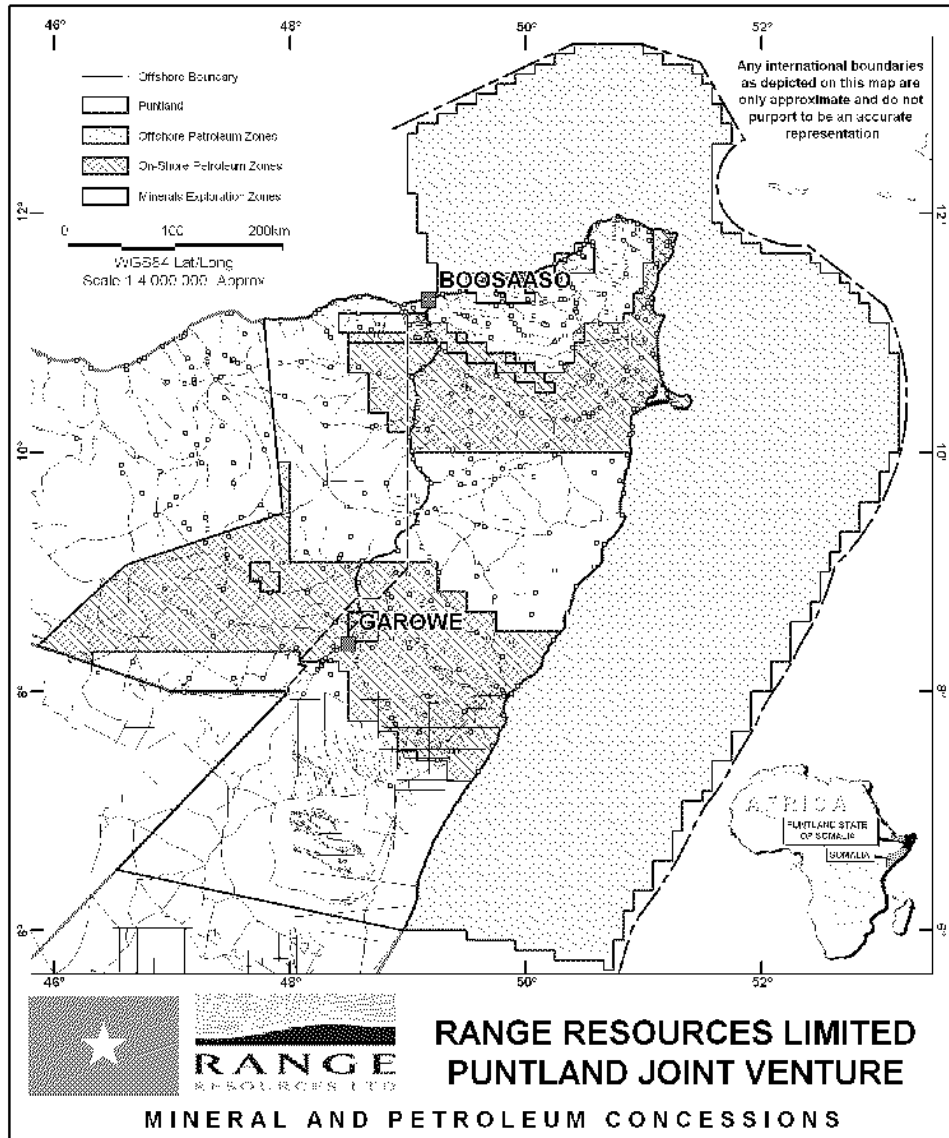 46° 48° 50° 52°
Offshore Boundary
Puntland
Offshore Petroleum Zones
On-Shore Petroleum Zones
Minerals Exploration Zones
Any international boundaries
as depicted on this map are
only approximate and do not
purport to be an accurate
representation
12° 12°
0 100 200km
WGS84 Lat/Long
Scale 1:4 000 000 Approx
BOOSAASO
10° 10°
GAROWE
8° 8°
AFRICA
PUNTLAND STATE
OF SOMALIA
SOMALIA
6° 6°
46° 48° 50° 52°
RANGE
RESOURCES LTD
RANGE RESOURCES LIMITED
PUNTLAND JOINT VENTURE
MINERAL AND PETROLEUM CONCESSIONS